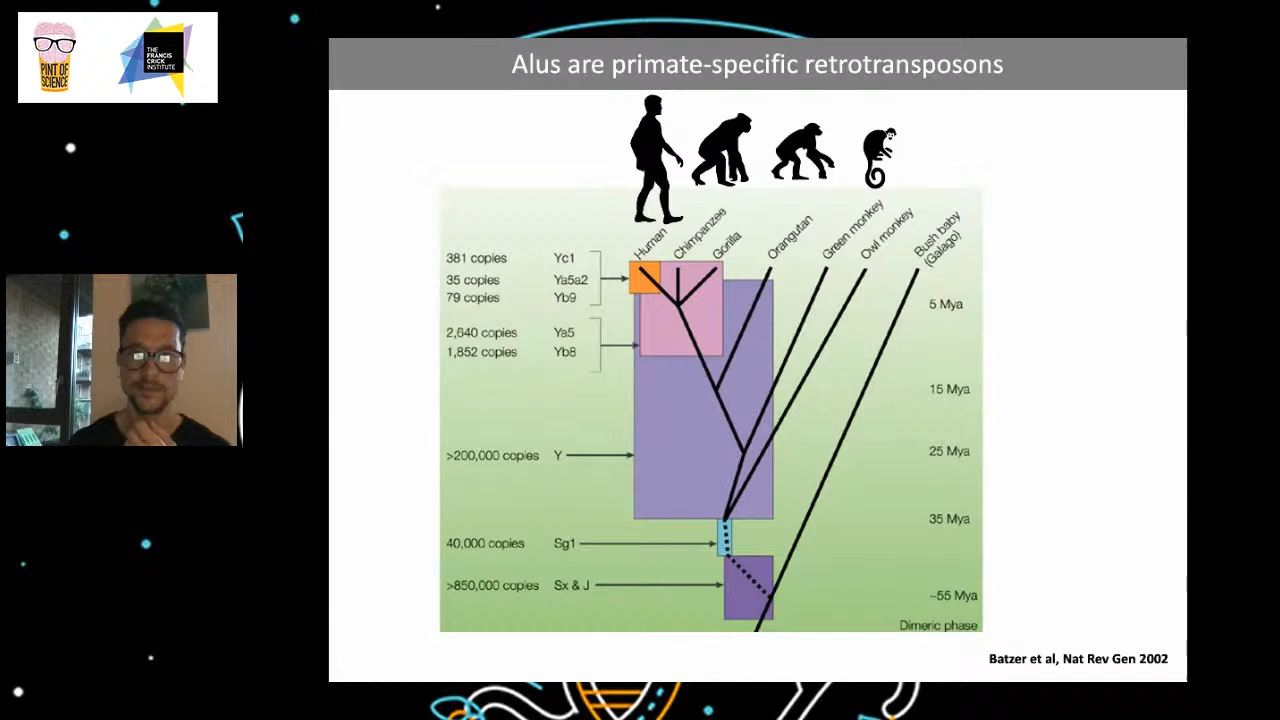 PINT OF
SCIENCE
THE
FRANCIS
CRICK
INSTITUTE
Alus are primate-specific retrotransposons
Human
Chimpanzee
Gorilla
Orangutan
Green monkey
Owl monkey
Bush baby
(Galago)
381 copies Yc1
35 copies Ya5a2
79 copies Yb9
5 Mya
2,640 copies Ya5
1,852 copies Yb8
15 Mya
>200,000 copies Y
25 Mya
35 Mya
40,000 copies Sg1
>850,000 copies Sx & J
~55 Mya
Dimeric phase
Batzer et al, Nat Rev Gen 2002